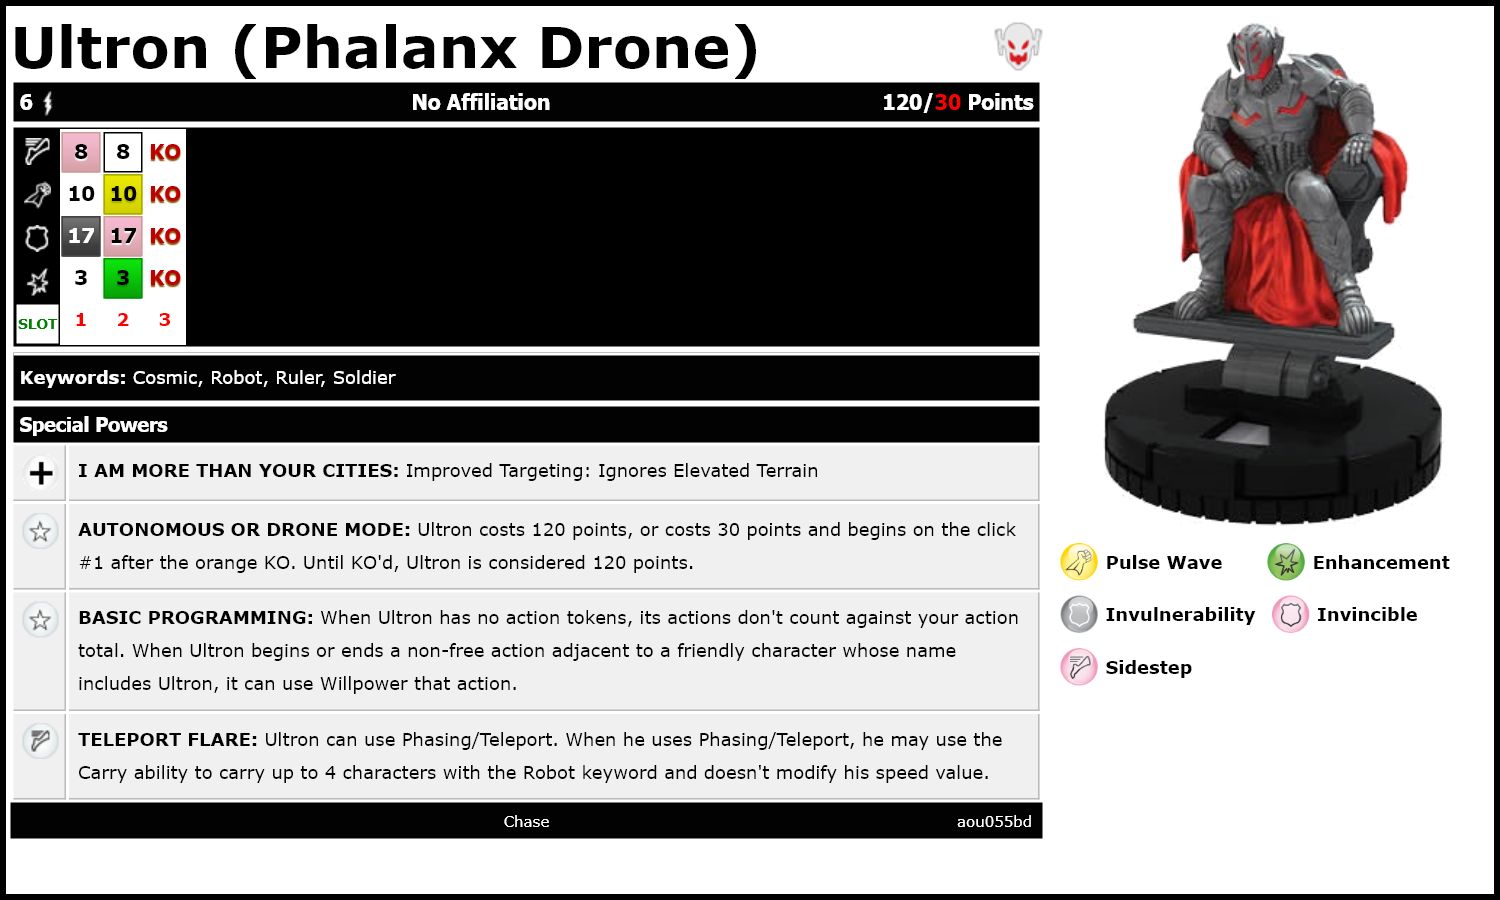 Ultron (Phalanx Drone)
6 No Affiliation 120/30 Points
8 8 KO
10 10 KO
17 17 KO
3 3 KO
SLOT 1 2 3
Keywords: Cosmic, Robot, Ruler, Soldier
Special Powers
I AM MORE THAN YOUR CITIES: Improved Targeting: Ignores Elevated Terrain
AUTONOMOUS OR DRONE MODE: Ultron costs 120 points, or costs 30 points and begins on the click
#1 after the orange KO. Until KO'd, Ultron is considered 120 points.
BASIC PROGRAMMING: When Ultron has no action tokens, its actions don't count against your action
total. When Ultron begins or ends a non-free action adjacent to a friendly character whose name
includes Ultron, it can use Willpower that action.
TELEPORT FLARE: Ultron can use Phasing/Teleport. When he uses Phasing/Teleport, he may use the
Carry ability to carry up to 4 characters with the Robot keyword and doesn't modify his speed value.
Chase aou055bd
Pulse Wave Enhancement
Invulnerability Invincible
Sidestep